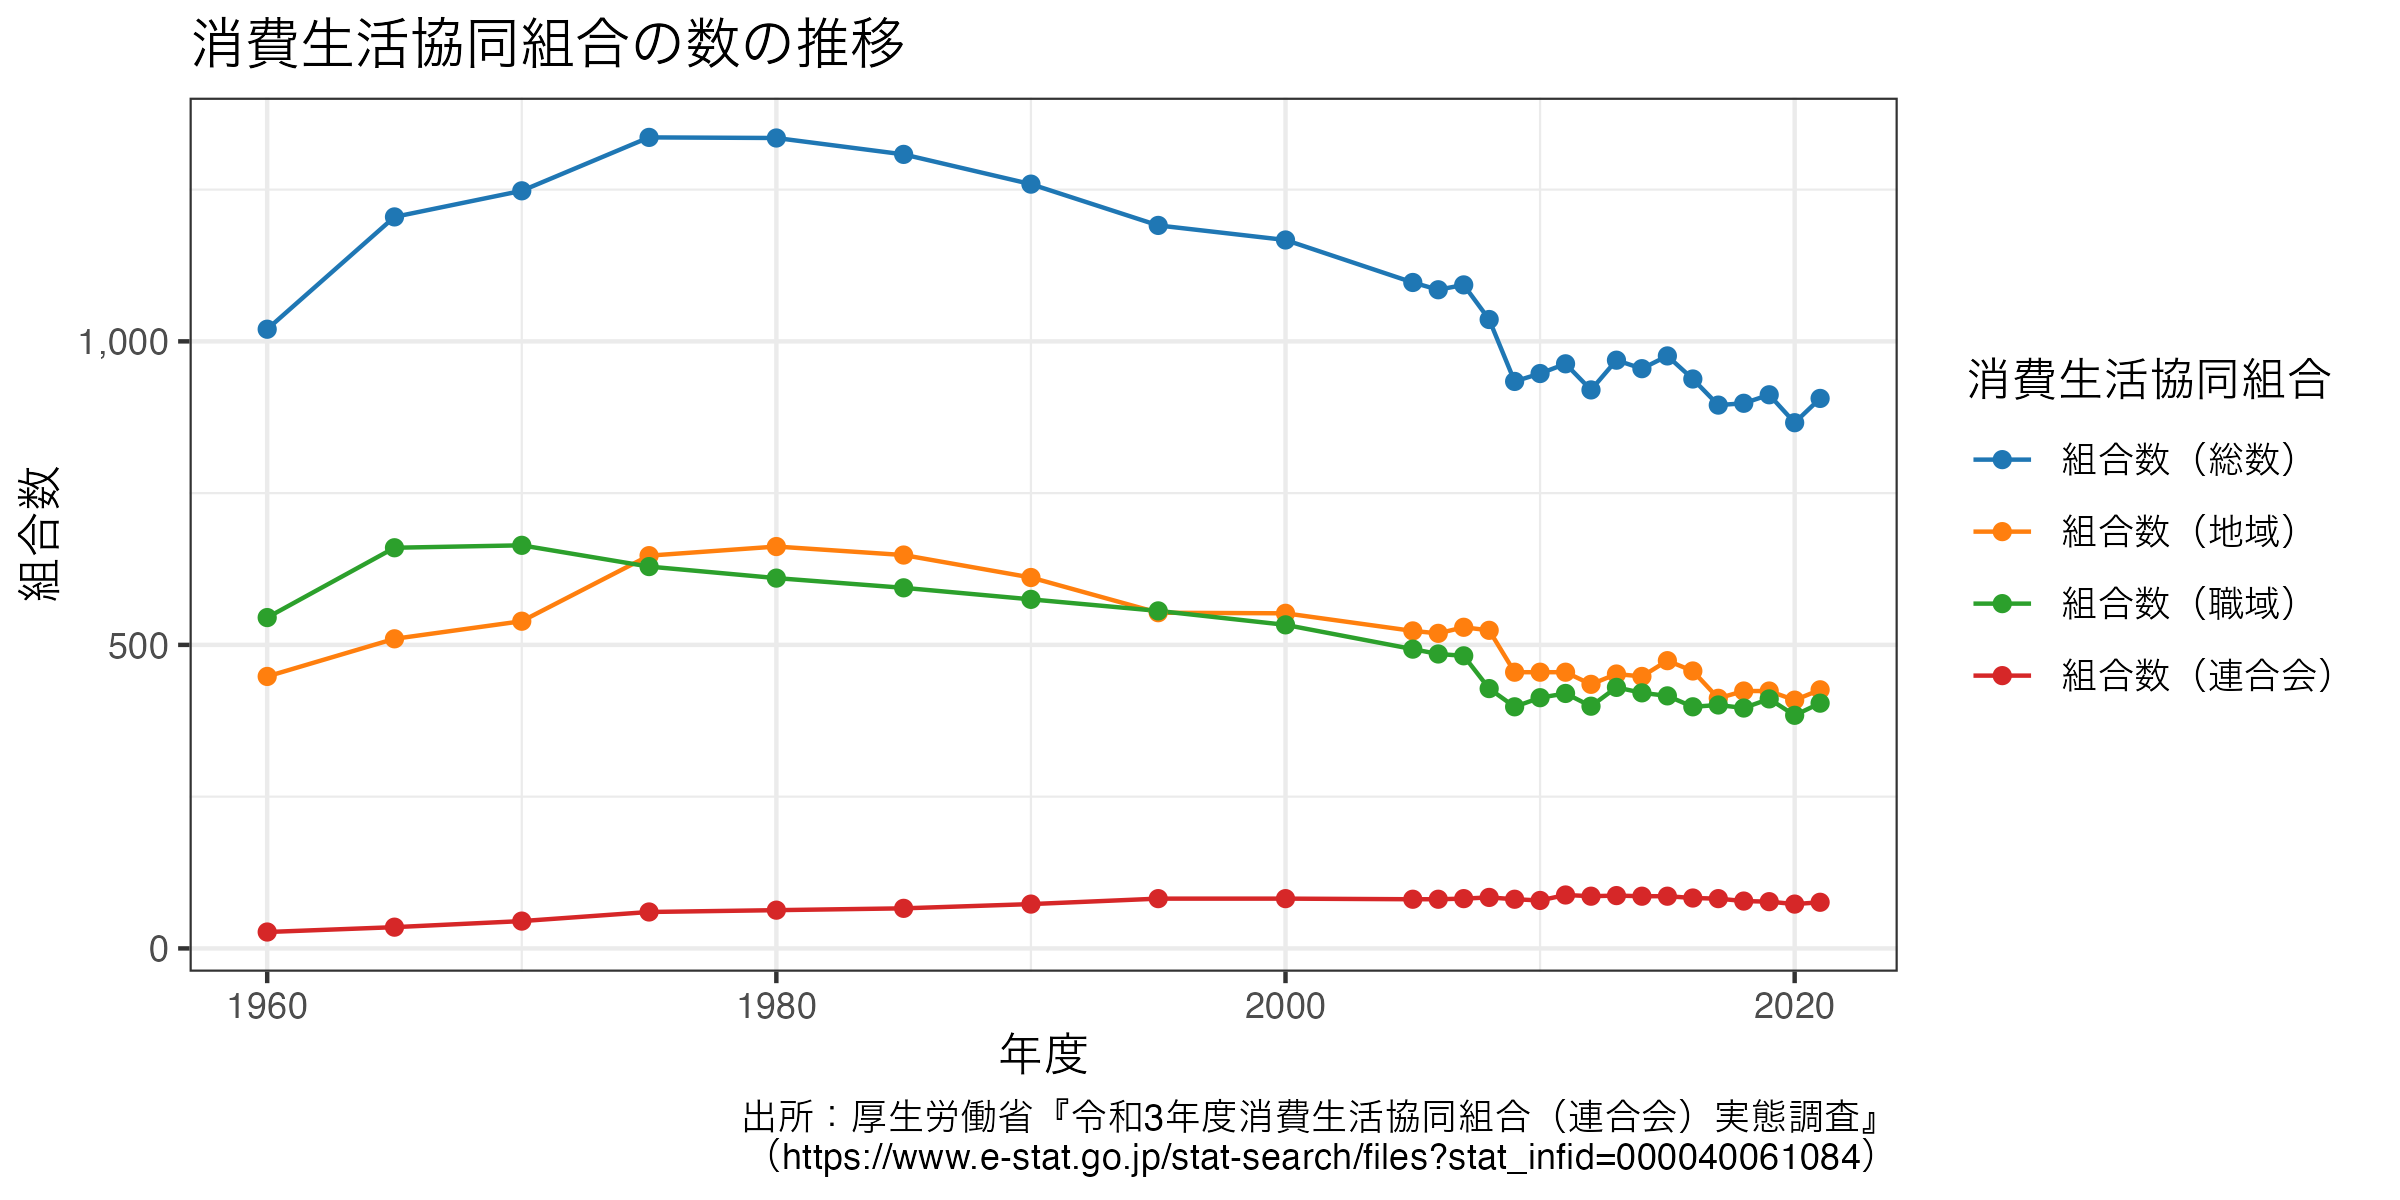 消費生活協同組合の数の推移
組合数
1,000
500
0
1960
1980
2000
2020
年度
消費生活協同組合
組合数（総数）
組合数（地域）
組合数（職域）
組合数（連合会）
出所：厚生労働省『令和3年度消費生活協同組合（連合会）実態調査』
（https://www.e-stat.go.jp/stat-search/files?stat_infid=000040061084）